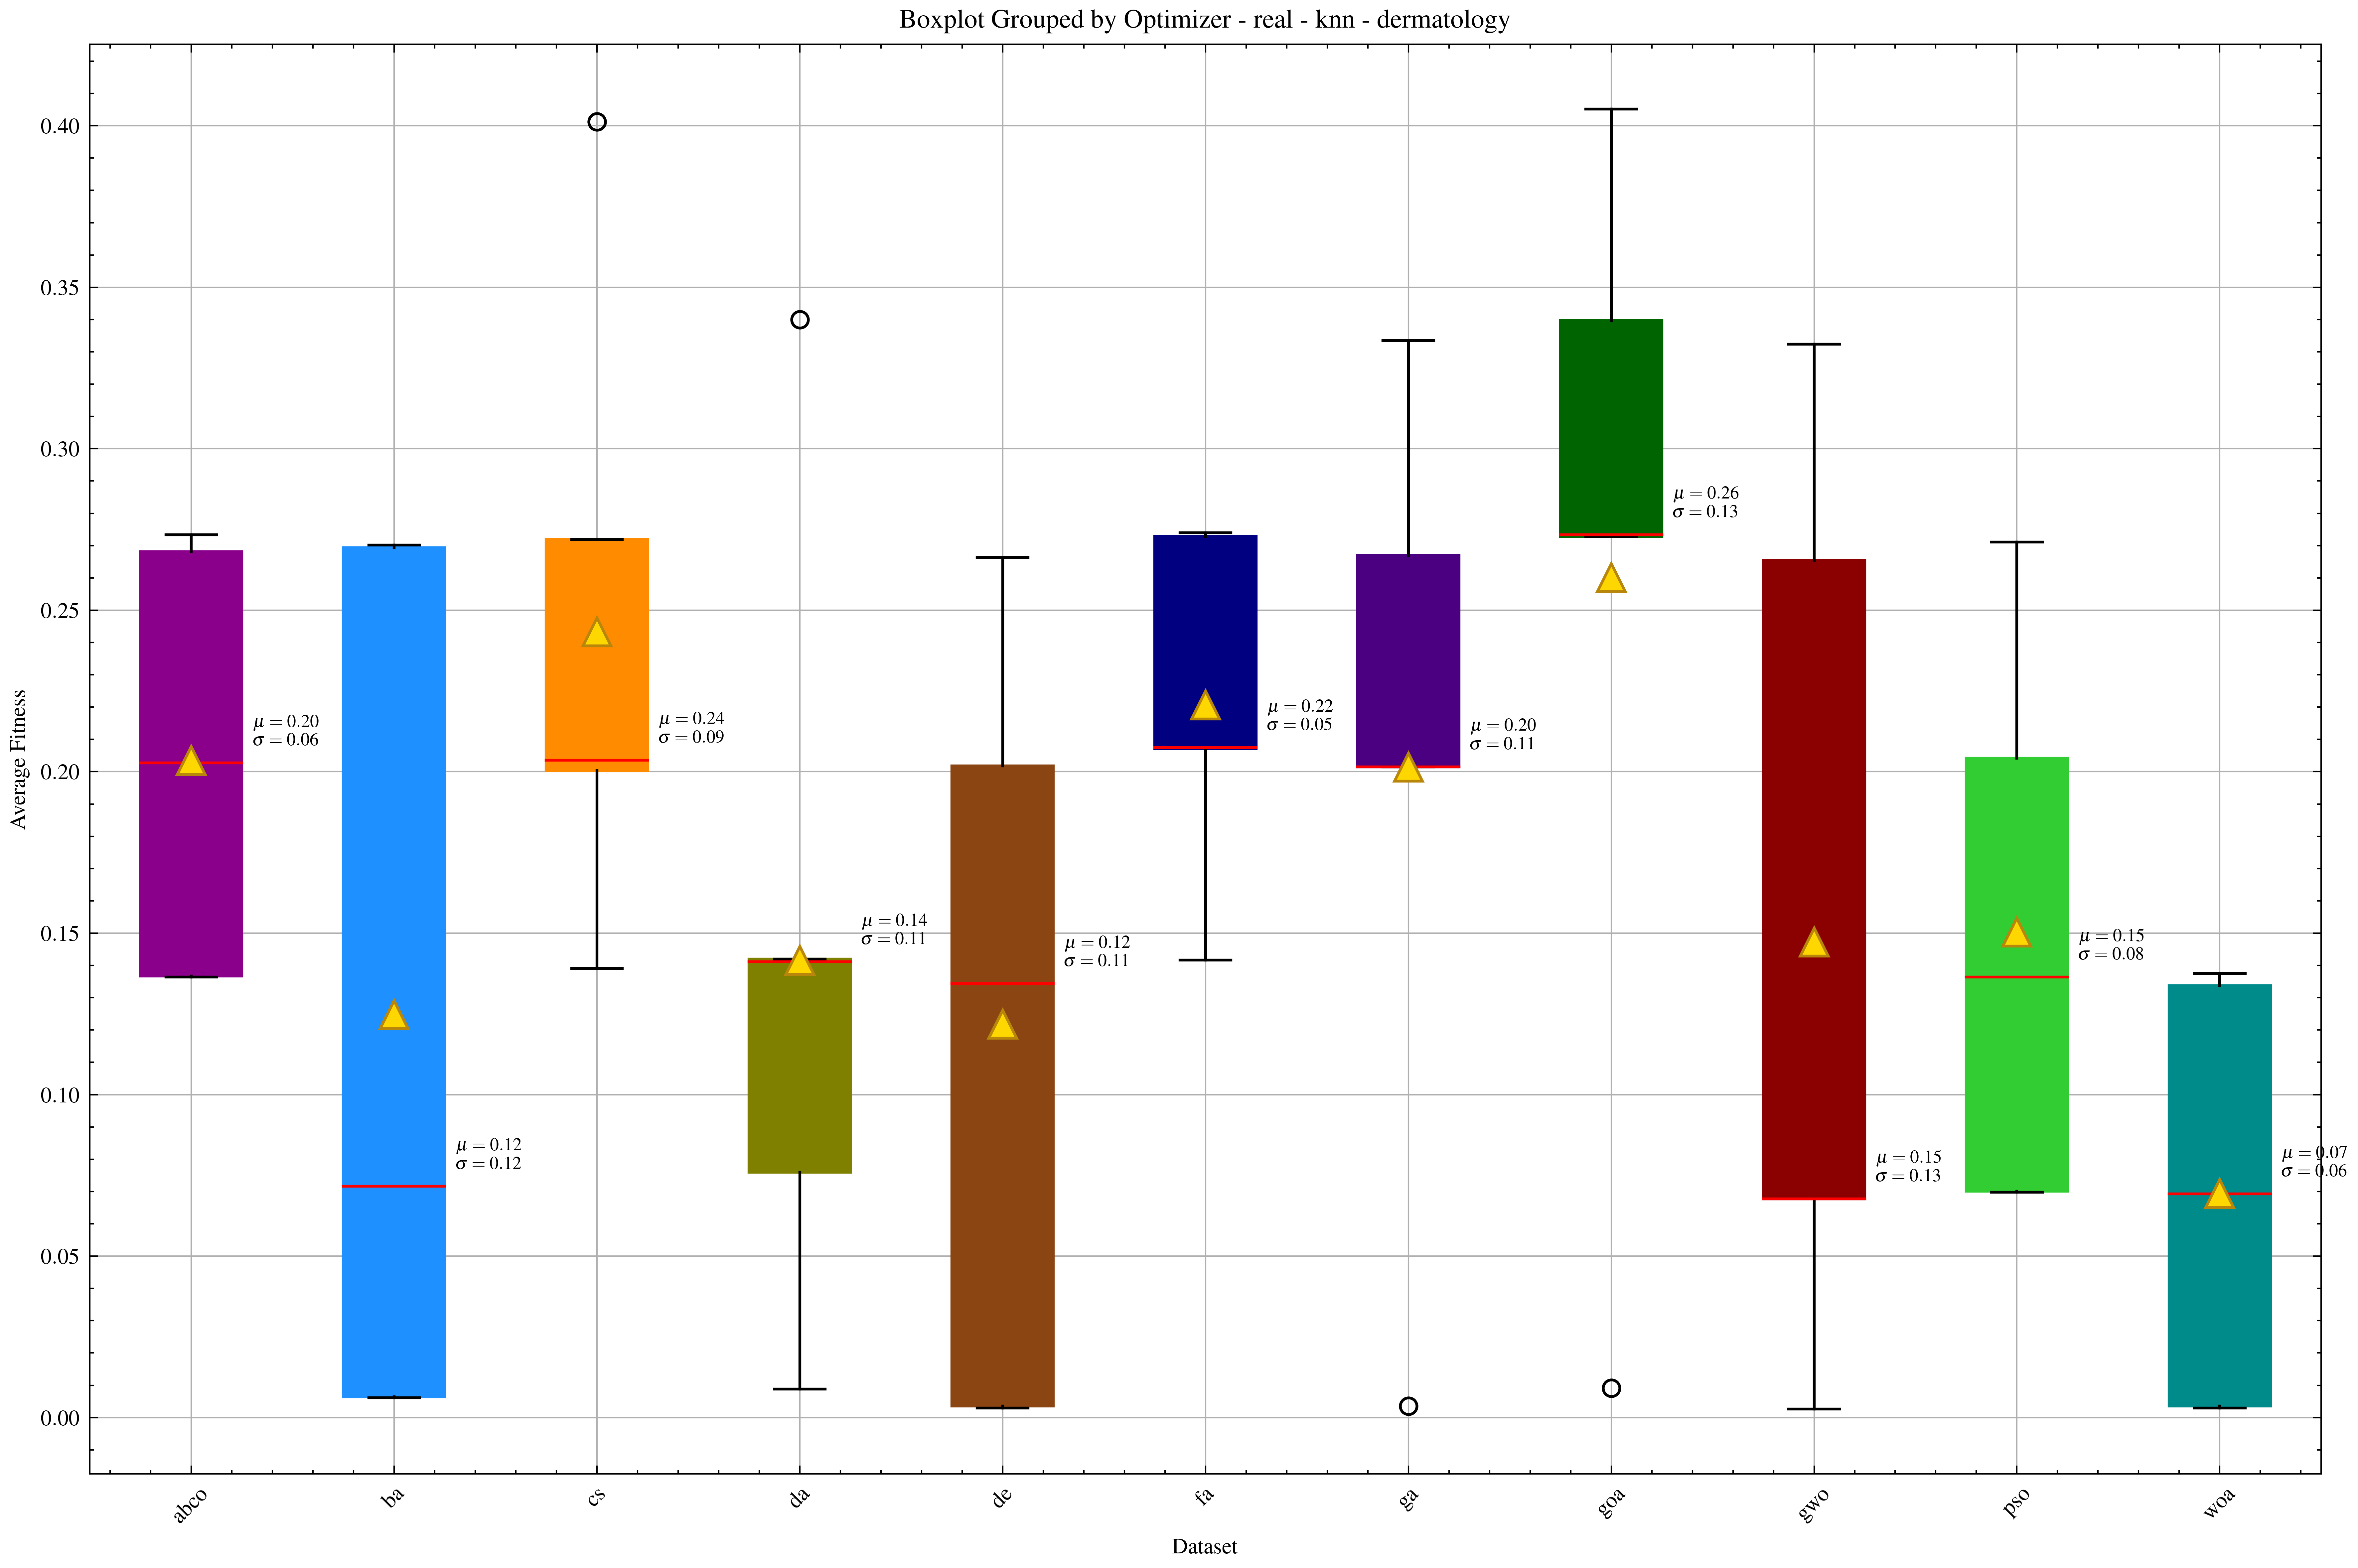 Boxplot Grouped by Optimizer - real - knn - dermatology
Average Fitness
0.40
0.35
0.30
0.25
0.20
0.15
0.10
0.05
0.00
μ = 0.20
σ = 0.06
μ = 0.12
σ = 0.12
μ = 0.24
σ = 0.09
μ = 0.14
σ = 0.11
μ = 0.12
σ = 0.11
μ = 0.22
σ = 0.05
μ = 0.20
σ = 0.11
μ = 0.26
σ = 0.13
μ = 0.15
σ = 0.13
μ = 0.15
σ = 0.08
μ = 0.07
σ = 0.06
abco
ba
cs
da
de
fa
ga
goa
gwo
pso
woa
Dataset